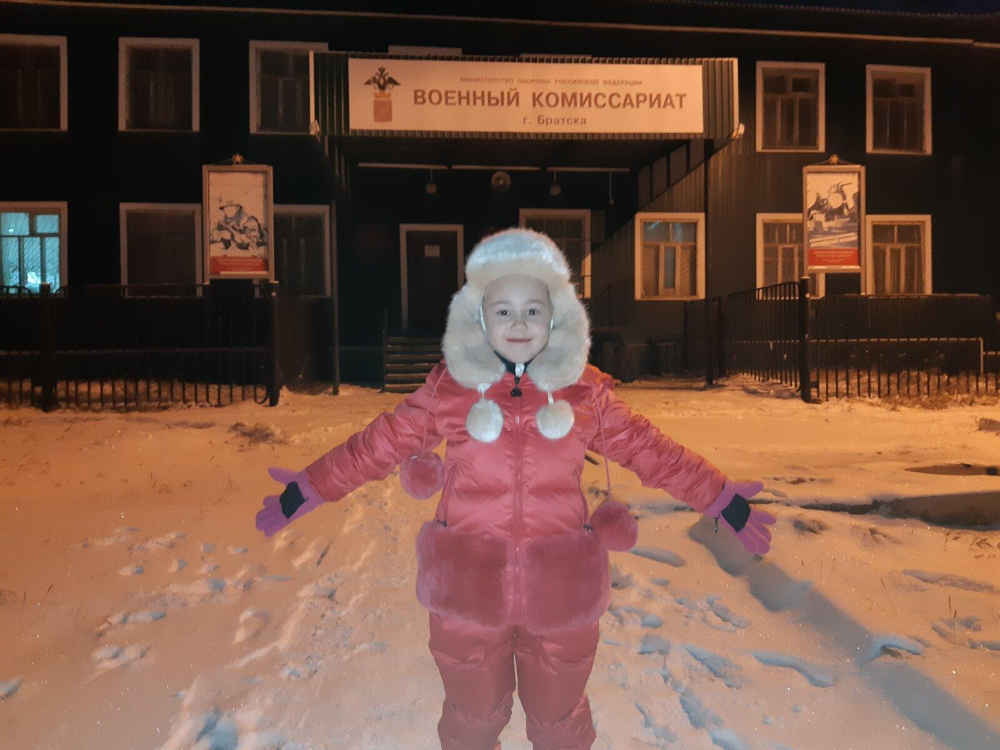 МИНИСТЕРСТВО ОБОРОНЫ РОССИЙСКОЙ ФЕДЕРАЦИИ
ВОЕННЫЙ КОМИССАРИАТ
г. Братска